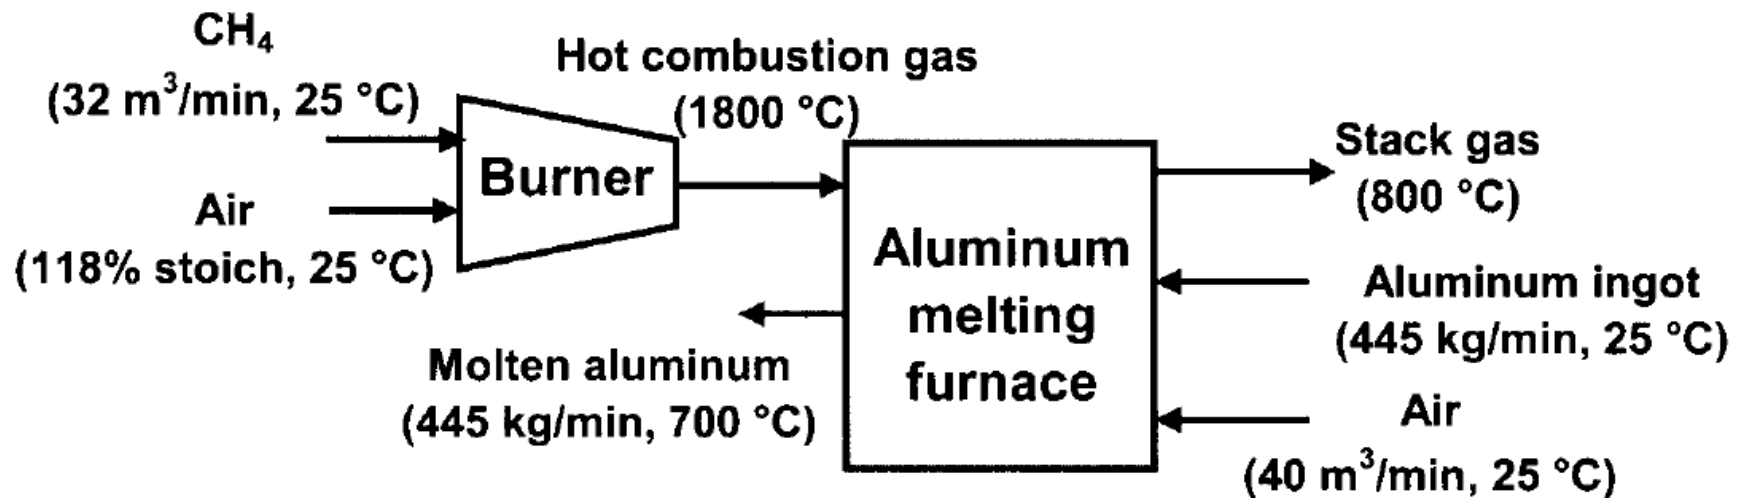 CH₄
(32 m³/min, 25 °C)
Hot combustion gas
(1800 °C)
Burner
Air
(118% stoich, 25 °C)
Stack gas
(800 °C)
Aluminum
melting
furnace
Aluminum ingot
(445 kg/min, 25 °C)
Molten aluminum
(445 kg/min, 700 °C)
Air
(40 m³/min, 25 °C)